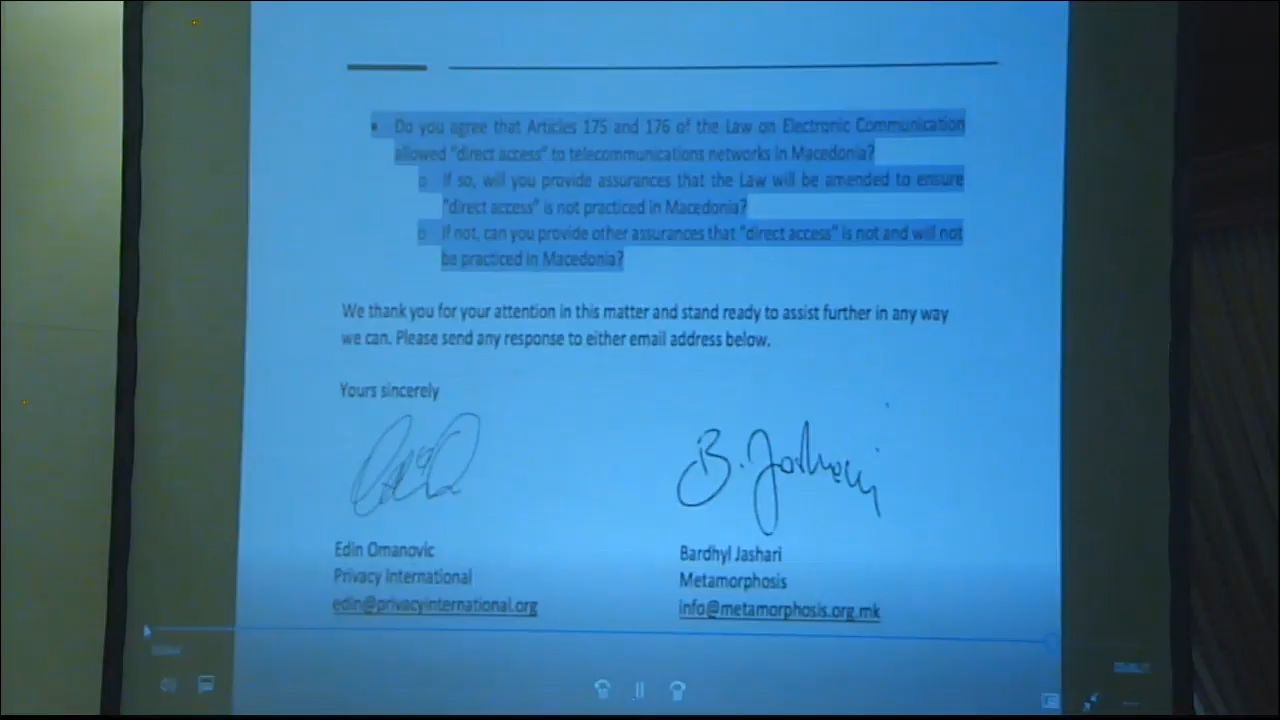 • Do you agree that Articles 175 and 176 of the Law on Electronic Communication
allowed "direct access" to telecommunications networks in Macedonia?
o If so, will you provide assurances that the Law will be amended to ensure
"direct access" is not practiced in Macedonia?
o If not, can you provide other assurances that "direct access" is not and will not
be practiced in Macedonia?
We thank you for your attention in this matter and stand ready to assist further in any way
we can. Please send any response to either email address below.
Yours sincerely
B. Jashari
Edin Omanovic
Privacy International
edin@privacyinternational.org
Bardhyl Jashari
Metamorphosis
info@metamorphosis.org.mk